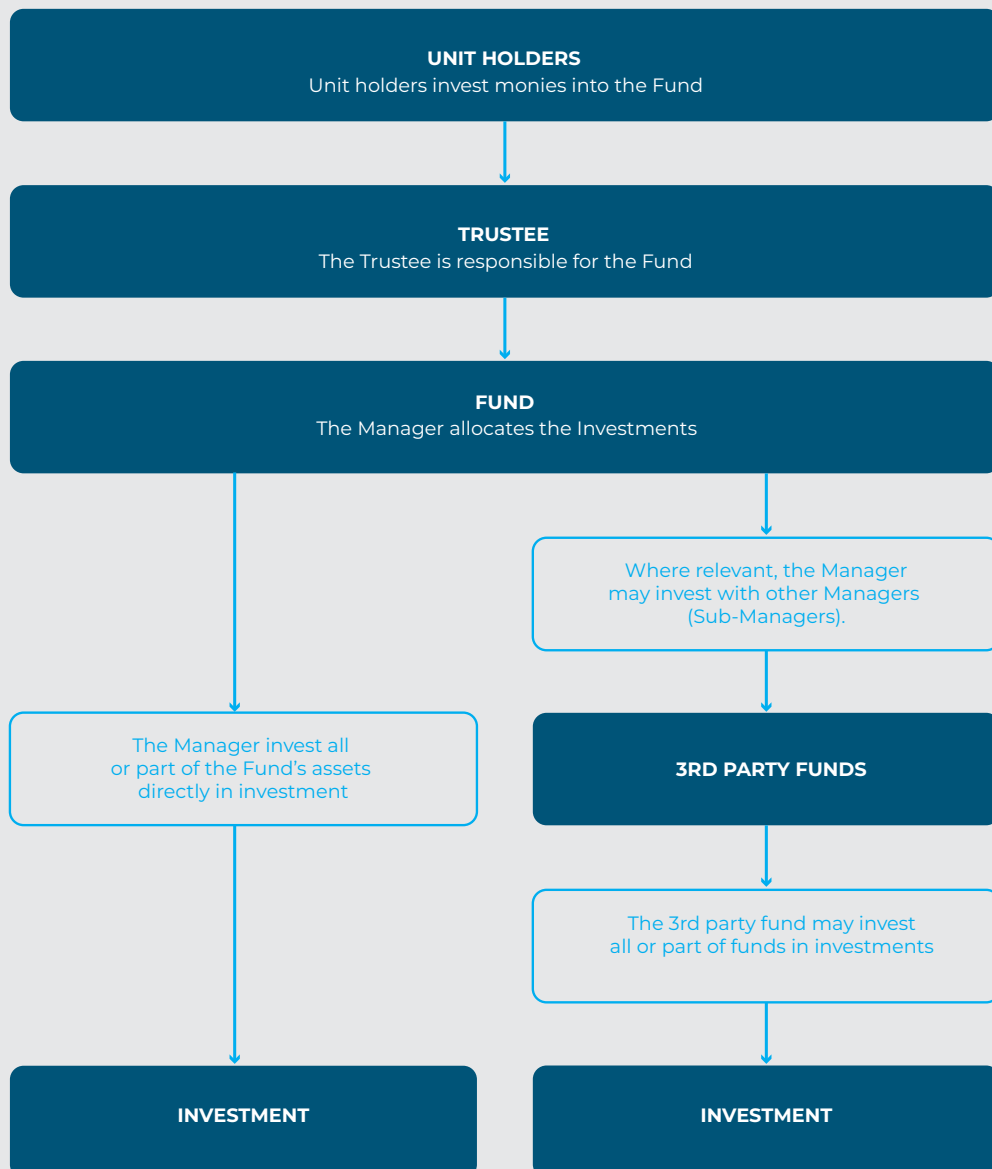 UNIT HOLDERS
Unit holders invest monies into the Fund
TRUSTEE
The Trustee is responsible for the Fund
FUND
The Manager allocates the Investments
Where relevant, the Manager
may invest with other Managers
(Sub-Managers).
The Manager invest all
or part of the Fund's assets
directly in investment
3RD PARTY FUNDS
The 3rd party fund may invest
all or part of funds in investments
INVESTMENT
INVESTMENT